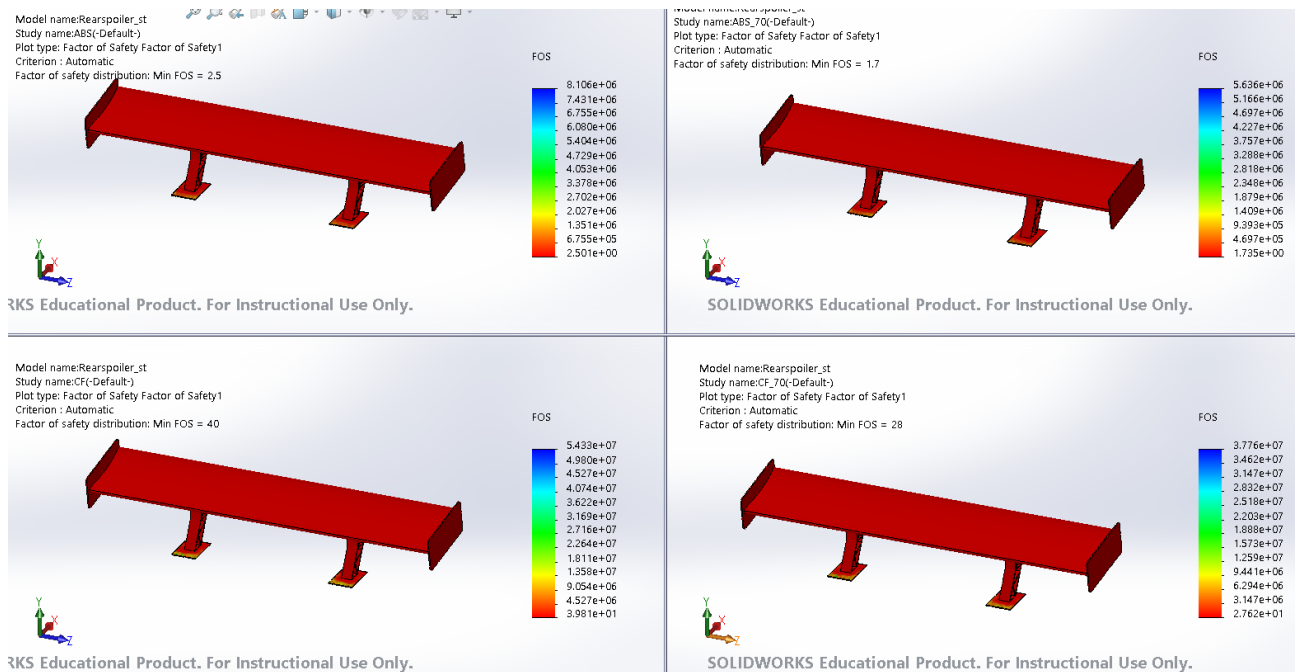 Model name:Rearspoiler_st
Study name:ABS(-Default-)
Plot type: Factor of Safety Factor of Safety1
Criterion : Automatic
Factor of safety distribution: Min FOS = 2.5
FOS
8.106e+06
7.431e+06
6.755e+06
6.080e+06
5.404e+06
4.729e+06
4.053e+06
3.378e+06
2.702e+06
2.027e+06
1.351e+06
6.755e+05
2.501e+00
Y
X
Z
RKS Educational Product. For Instructional Use Only.
Model name:Rearspoiler_st
Study name:ABS_70(-Default-)
Plot type: Factor of Safety Factor of Safety1
Criterion : Automatic
Factor of safety distribution: Min FOS = 1.7
FOS
5.636e+06
5.166e+06
4.697e+06
4.227e+06
3.757e+06
3.288e+06
2.818e+06
2.348e+06
1.879e+06
1.409e+06
9.393e+05
4.697e+05
1.735e+00
Y
X
Z
SOLIDWORKS Educational Product. For Instructional Use Only.
Model name:Rearspoiler_st
Study name:CF(-Default-)
Plot type: Factor of Safety Factor of Safety1
Criterion : Automatic
Factor of safety distribution: Min FOS = 40
FOS
5.433e+07
4.980e+07
4.527e+07
4.074e+07
3.622e+07
3.169e+07
2.716e+07
2.264e+07
1.811e+07
1.358e+07
9.054e+06
4.527e+06
3.981e+01
Y
X
Z
RKS Educational Product. For Instructional Use Only.
Model name:Rearspoiler_st
Study name:CF_70(-Default-)
Plot type: Factor of Safety Factor of Safety1
Criterion : Automatic
Factor of safety distribution: Min FOS = 28
FOS
3.776e+07
3.462e+07
3.147e+07
2.832e+07
2.518e+07
2.203e+07
1.888e+07
1.573e+07
1.259e+07
9.441e+06
6.294e+06
3.147e+06
2.762e+01
Y
X
Z
SOLIDWORKS Educational Product. For Instructional Use Only.